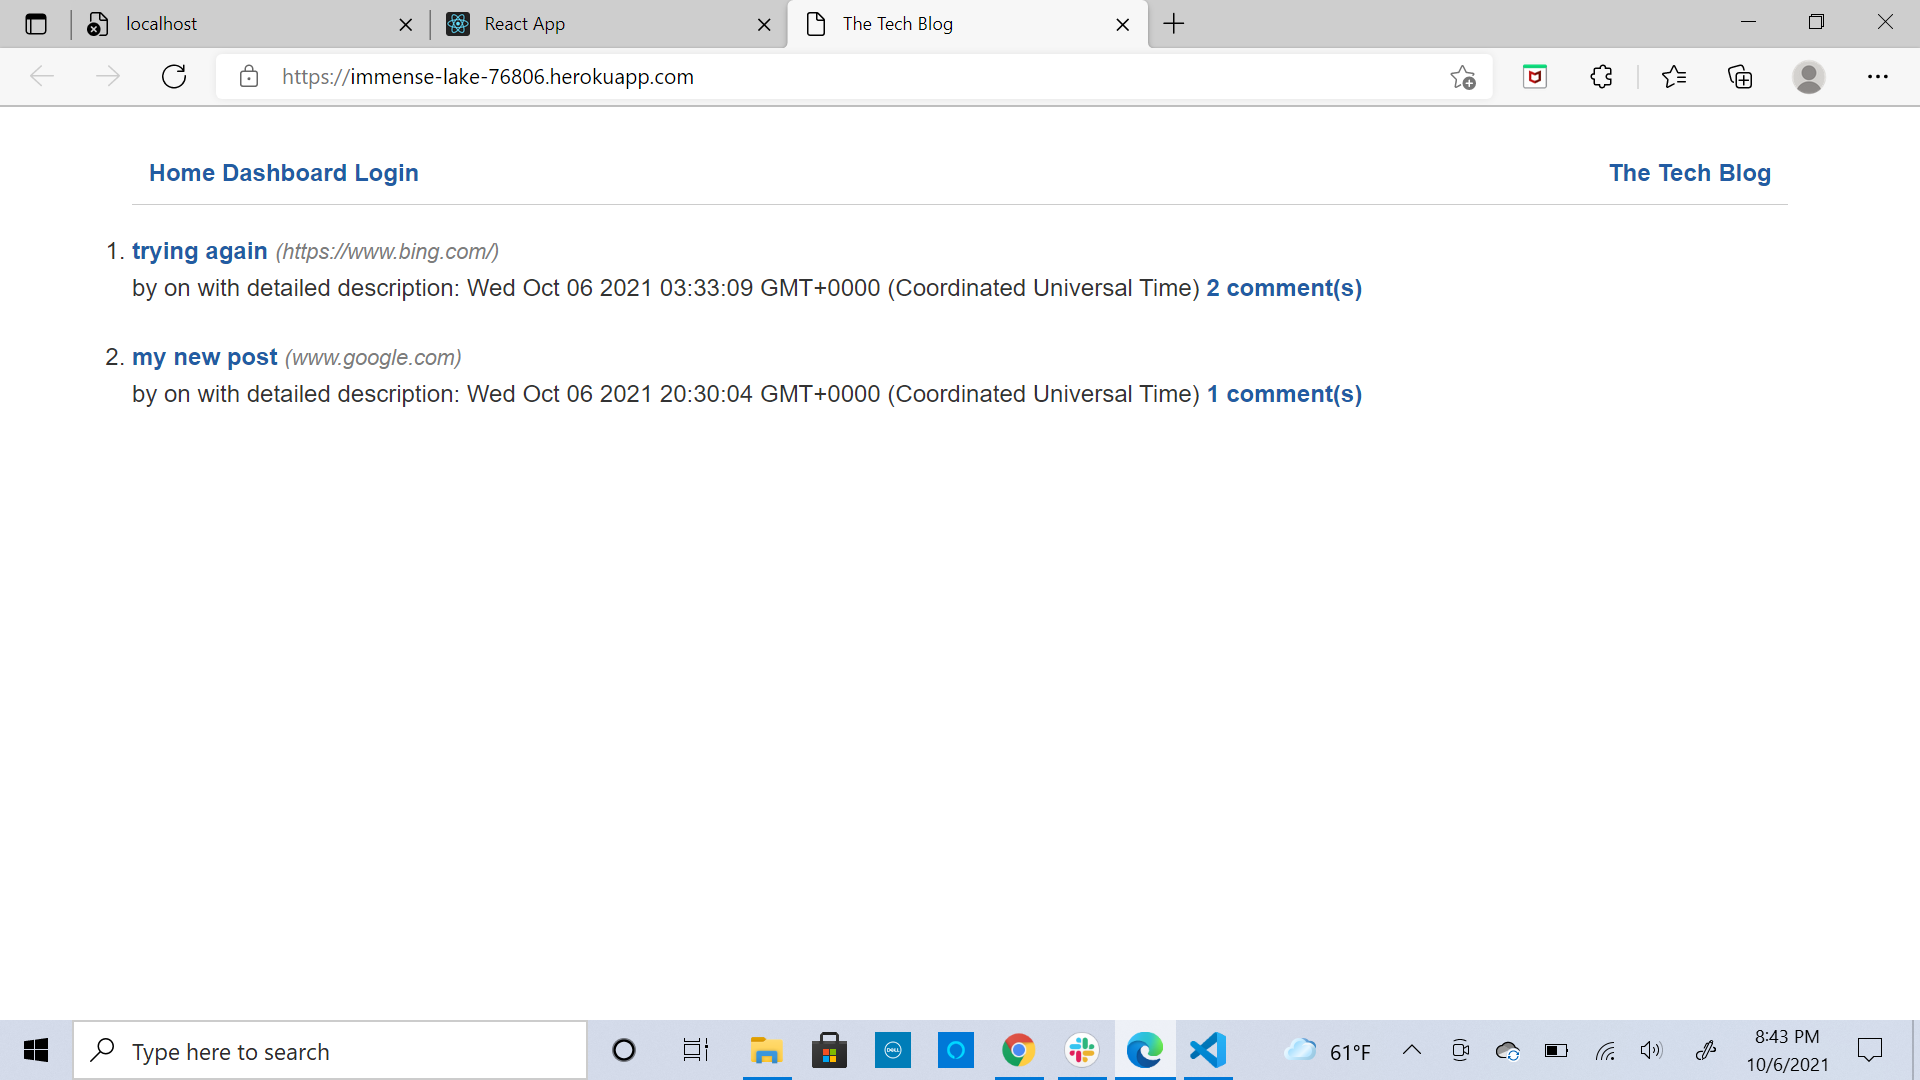 localhost
React App
The Tech Blog
https://immense-lake-76806.herokuapp.com
Home Dashboard Login
The Tech Blog
1. trying again (https://www.bing.com/)
by on with detailed description: Wed Oct 06 2021 03:33:09 GMT+0000 (Coordinated Universal Time) 2 comment(s)
2. my new post (www.google.com)
by on with detailed description: Wed Oct 06 2021 20:30:04 GMT+0000 (Coordinated Universal Time) 1 comment(s)
Type here to search
DELL
61°F
8:43 PM
10/6/2021